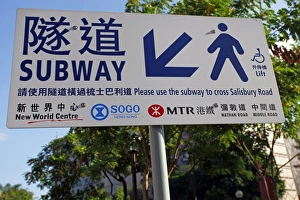 隧道
SUBWAY
升降機
Lift
請使用隧道橫過梳士巴利道 Please use the subway to cross Salisbury Road
新世界中心 SOGO MTR 港鐵 彌敦道 中間道
New World Centre HONG KONG NATHAN ROAD MIDDLE ROAD